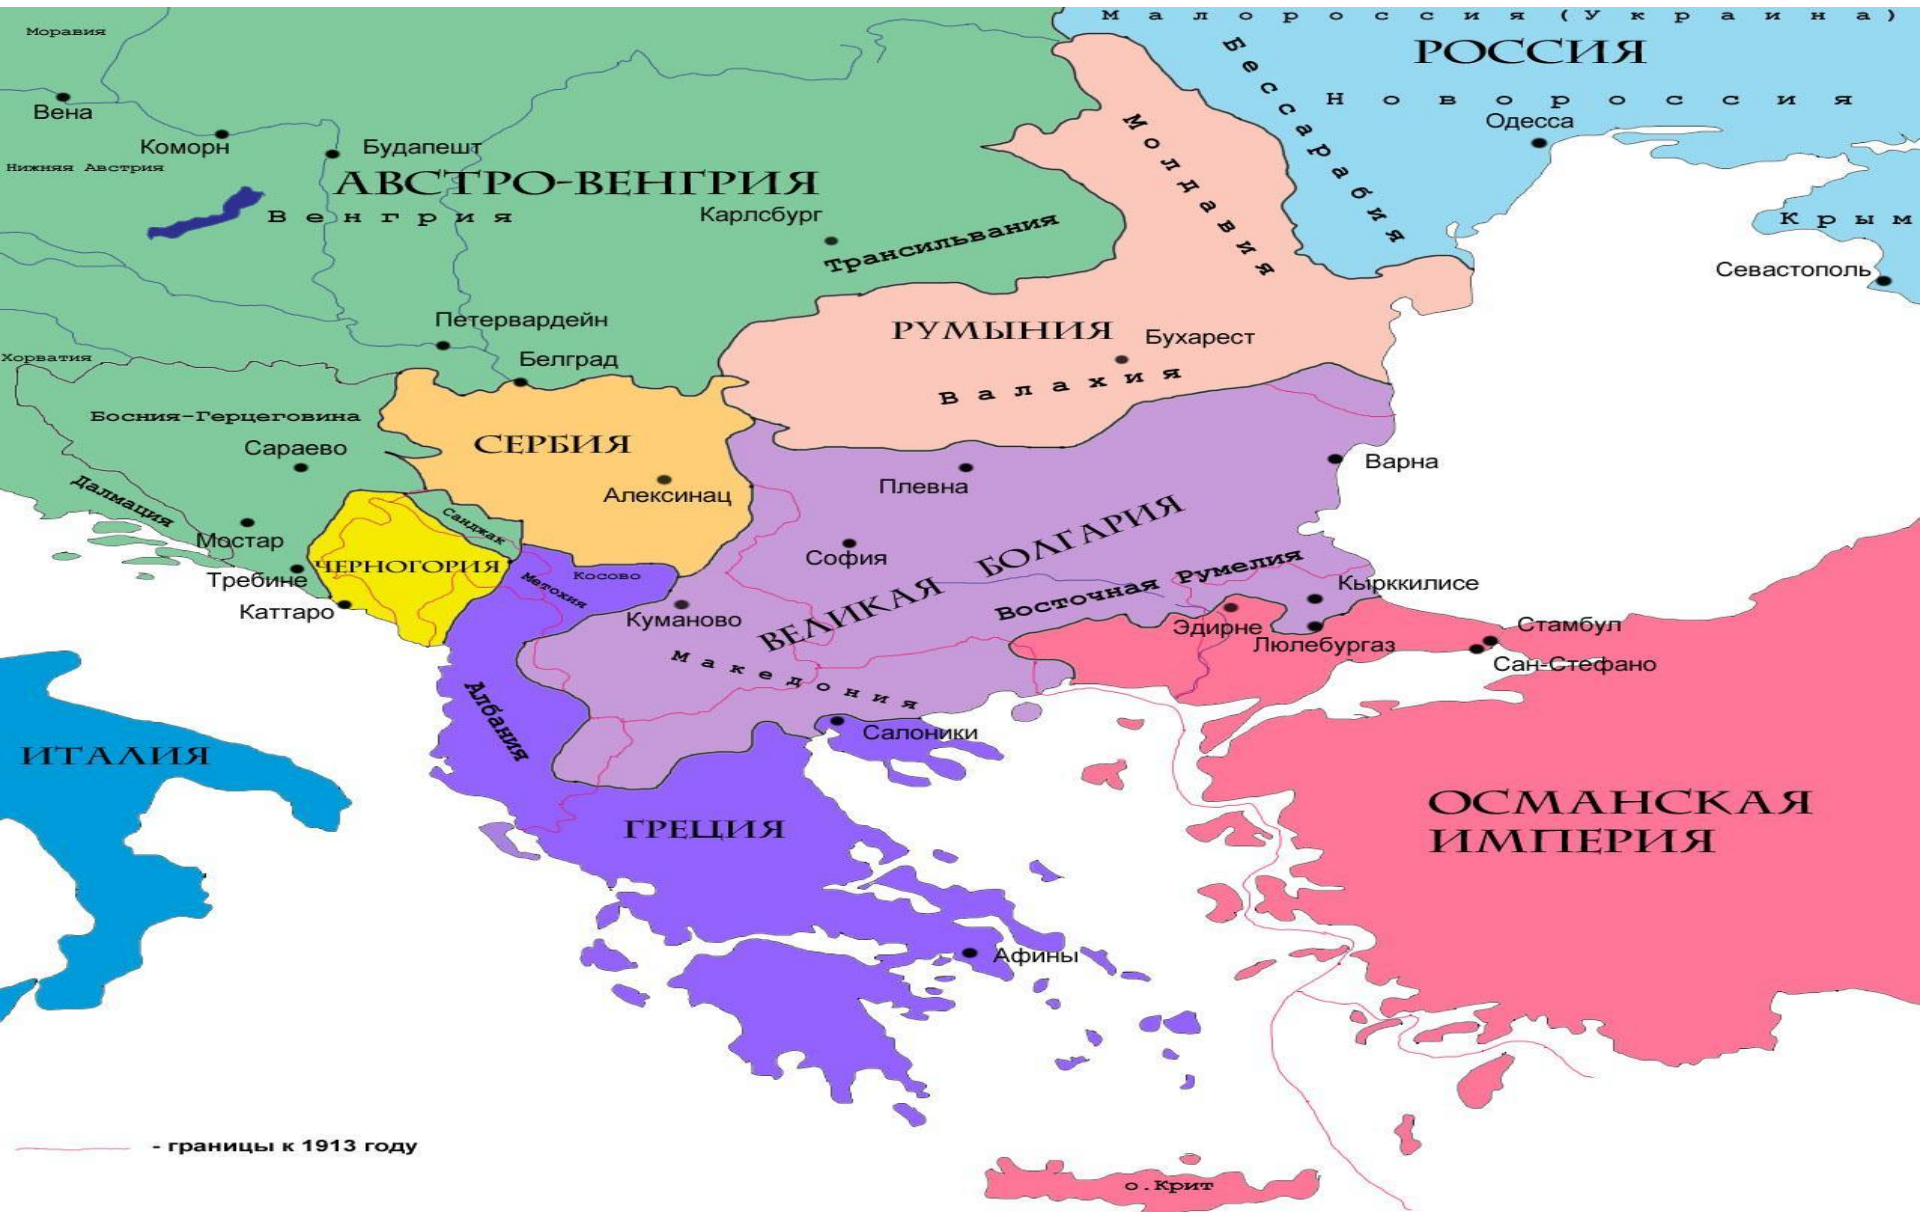 Малороссия (Украина)
Моравия
РОССИЯ
Бессарабия
Новороссия
Вена
Одесса
Коморн
Будапешт
Молдавия
Нижняя Австрия
АВСТРО-ВЕНГРИЯ
Венгрия
Карлсбург
Крым
Трансильвания
Севастополь
Петервардейн
РУМЫНИЯ
Бухарест
Хорватия
Белград
Валахия
Босния-Герцеговина
СЕРБИЯ
Сараево
Варна
Далмация
Алексинац
Плевна
Санджак
Мостар
София
ВЕЛИКАЯ БОЛГАРИЯ
ЧЕРНОГОРИЯ
Требине
Метохия
Косово
Восточная Румелия
Кырккилисе
Каттаро
Куманово
Эдирне
Стамбул
Люлебургаз
Сан-Стефано
Македония
Албания
Салоники
ИТАЛИЯ
ОСМАНСКАЯ
ИМПЕРИЯ
ГРЕЦИЯ
Афины
- границы к 1913 году
о.Крит